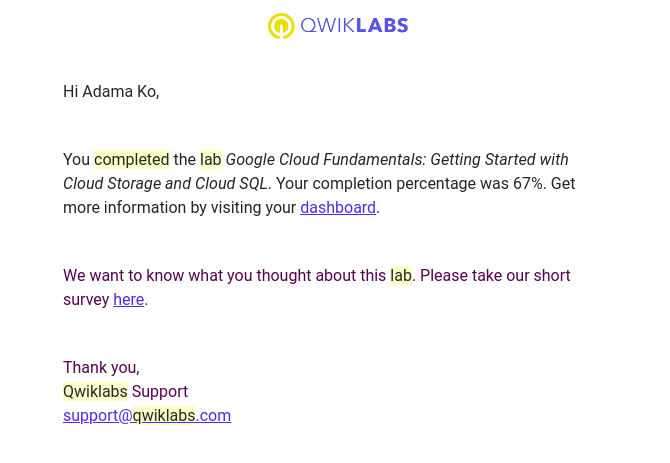 QWIKLABS
Hi Adama Ko,
You completed the lab Google Cloud Fundamentals: Getting Started with
Cloud Storage and Cloud SQL. Your completion percentage was 67%. Get
more information by visiting your dashboard.
We want to know what you thought about this lab. Please take our short
survey here.
Thank you,
Qwiklabs Support
support@qwiklabs.com